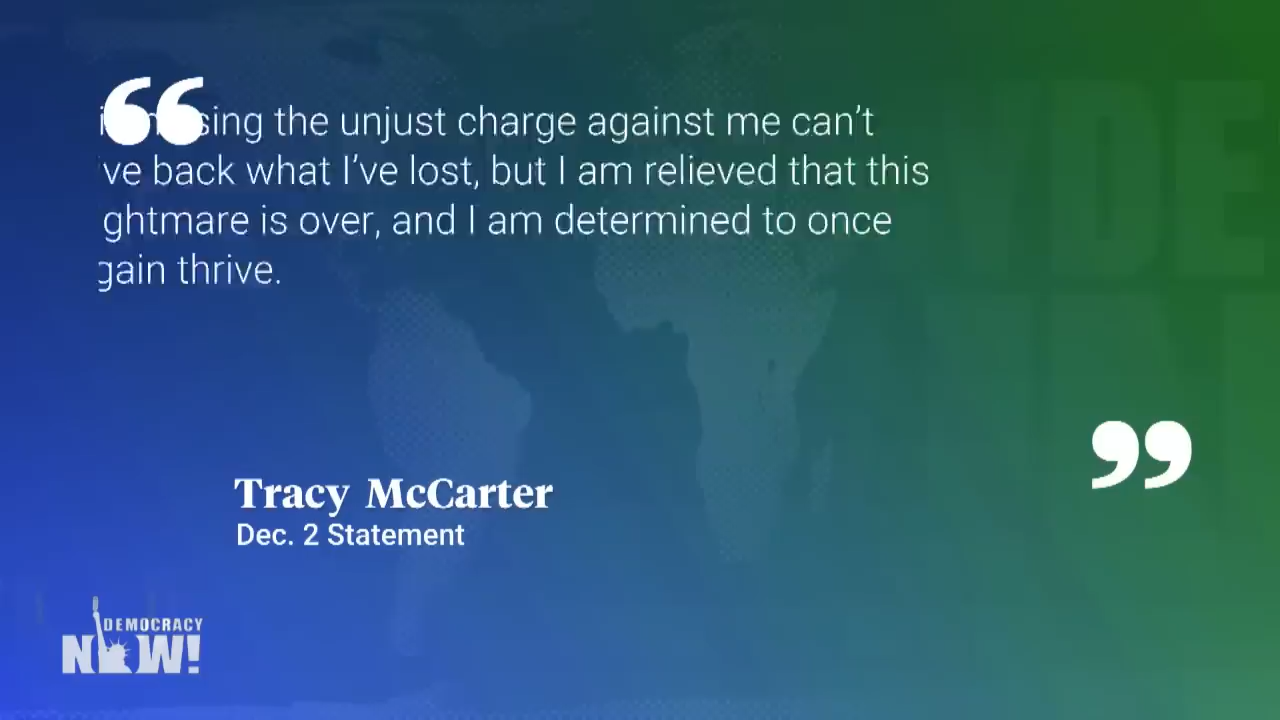 sing the unjust charge against me can't
ve back what I've lost, but I am relieved that this
ghtmare is over, and I am determined to once
gain thrive.
Tracy McCarter
Dec. 2 Statement
DEMOCRACY
NOW!